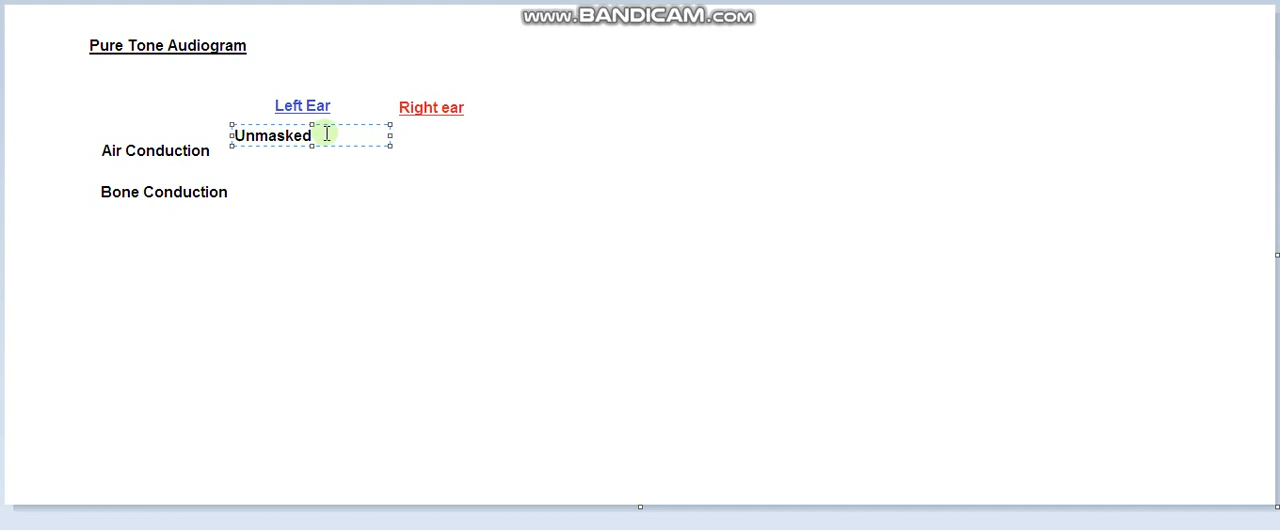 www.BANDICAM.com
Pure Tone Audiogram
Left Ear
Right ear
Unmasked
Air Conduction
Bone Conduction